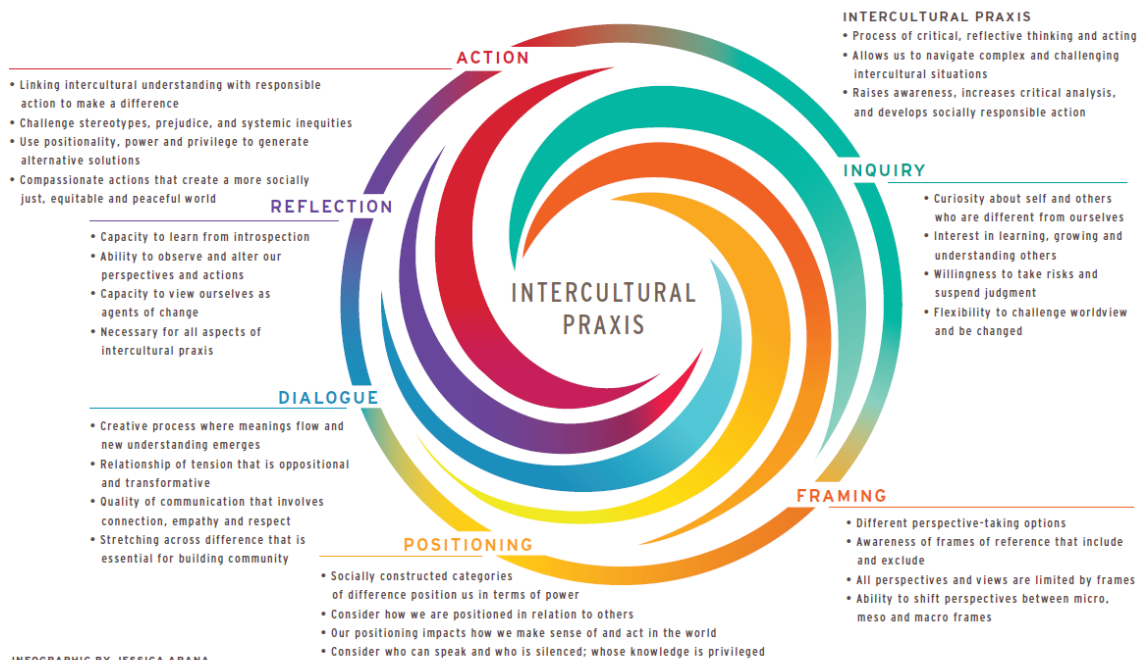 INTERCULTURAL PRAXIS
• Process of critical, reflective thinking and acting
• Allows us to navigate complex and challenging
intercultural situations
• Raises awareness, increases critical analysis,
and develops socially responsible action
ACTION
• Linking intercultural understanding with responsible
action to make a difference
• Challenge stereotypes, prejudice, and systemic inequities
• Use positionality, power and privilege to generate
alternative solutions
• Compassionate actions that create a more socially
just, equitable and peaceful world
INQUIRY
• Curiosity about self and others
who are different from ourselves
• Interest in learning, growing and
understanding others
• Willingness to take risks and
suspend judgment
• Flexibility to challenge worldview
and be changed
REFLECTION
• Capacity to learn from introspection
• Ability to observe and alter our
perspectives and actions
• Capacity to view ourselves as
agents of change
• Necessary for all aspects of
intercultural praxis
INTERCULTURAL
PRAXIS
DIALOGUE
• Creative process where meanings flow and
new understanding emerges
• Relationship of tension that is oppositional
and transformative
• Quality of communication that involves
connection, empathy and respect
• Stretching across difference that is
essential for building community
FRAMING
• Different perspective-taking options
• Awareness of frames of reference that include
and exclude
• All perspectives and views are limited by frames
• Ability to shift perspectives between micro,
meso and macro frames
POSITIONING
• Socially constructed categories
of difference position us in terms of power
• Consider how we are positioned in relation to others
• Our positioning impacts how we make sense of and act in the world
• Consider who can speak and who is silenced; whose knowledge is privileged
INFOGRAPHIC BY JESSICA ARANA